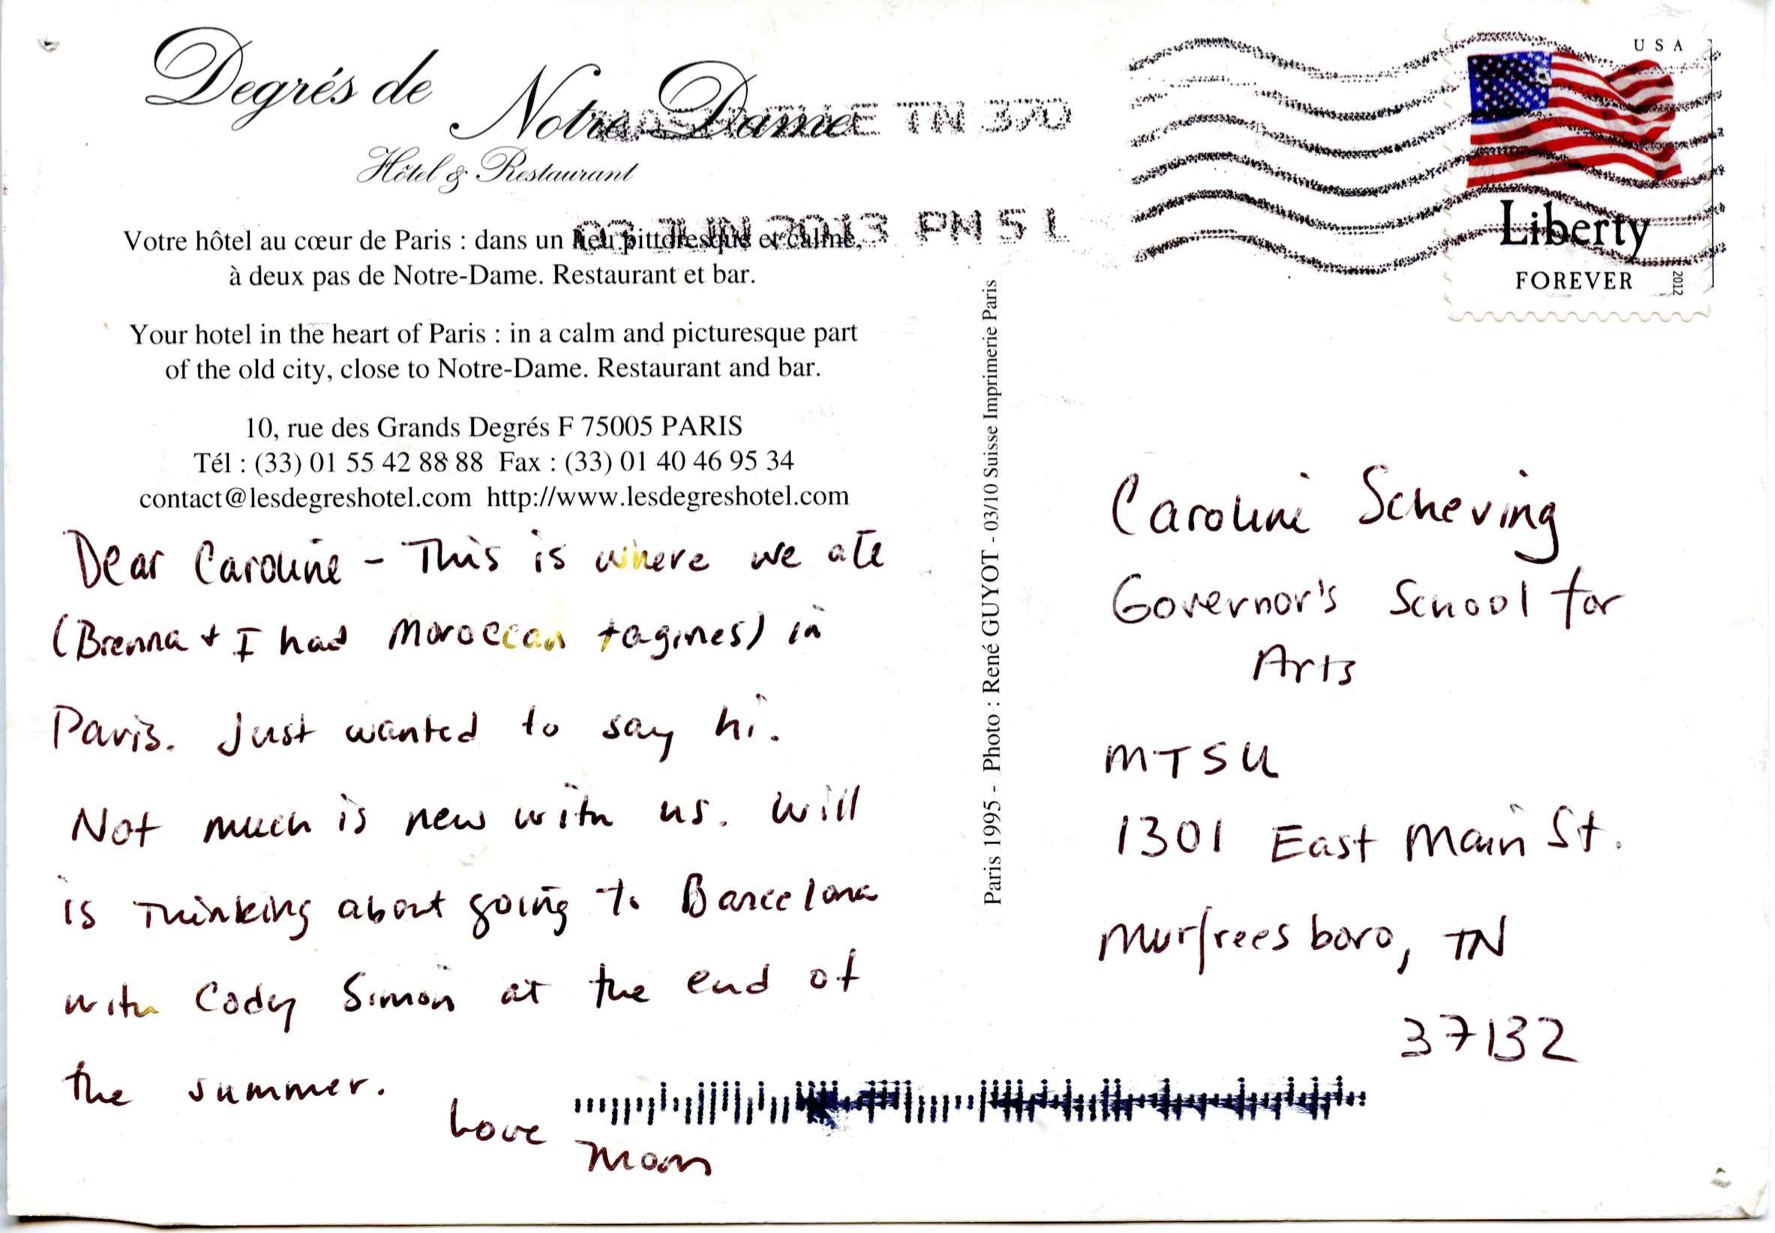 Degrés de Notre Dame
Hôtel & Restaurant
NASHVILLE TN 370
JUN 2013 PM 5 L
Votre hôtel au cœur de Paris : dans un lieu pittoresque et calme,
à deux pas de Notre-Dame. Restaurant et bar.
Your hotel in the heart of Paris : in a calm and picturesque part
of the old city, close to Notre-Dame. Restaurant and bar.
10, rue des Grands Degrés F 75005 PARIS
Tél : (33) 01 55 42 88 88 Fax : (33) 01 40 46 95 34
contact@lesdegreshotel.com http://www.lesdegreshotel.com
Dear Caroline - This is where we ate
(Brenna + I had Moroccan tagines) in
Paris. Just wanted to say hi.
Not much is new with us. Will
is thinking about going to Barcelona
with Cody Simon at the end of
the summer.
Love
Mom
Paris 1995 - Photo : René GUYOT - 03/10 Suisse Imprimerie Paris
USA
Liberty
FOREVER
2012
Caroline Scheving
Governor's School for
Arts
MTSU
1301 East Main St.
Murfreesboro, TN
37132